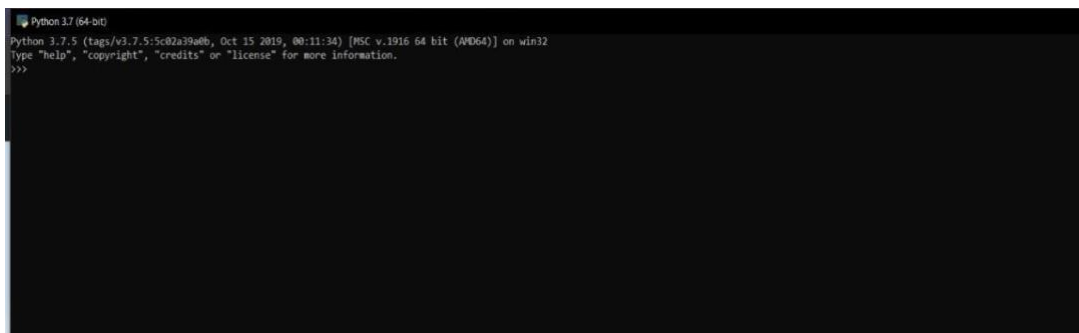 Python 3.7 (64-bit)
Python 3.7.5 (tags/v3.7.5:5c02a39a0b, Oct 15 2019, 00:11:34) [MSC v.1916 64 bit (AMD64)] on win32
Type "help", "copyright", "credits" or "license" for more information.
>>>